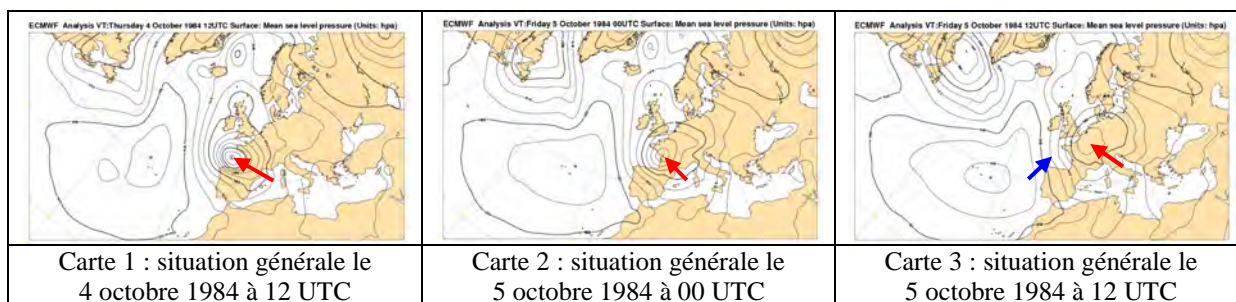 ECMWF Analysis VT:Thursday 4 October 1984 12UTC Surface: Mean sea level pressure (Units: hpa)
ECMWF Analysis VT:Friday 5 October 1984 00UTC Surface: Mean sea level pressure (Units: hpa)
ECMWF Analysis VT:Friday 5 October 1984 12UTC Surface: Mean sea level pressure (Units: hpa)
Carte 1 : situation générale le
4 octobre 1984 à 12 UTC
Carte 2 : situation générale le
5 octobre 1984 à 00 UTC
Carte 3 : situation générale le
5 octobre 1984 à 12 UTC